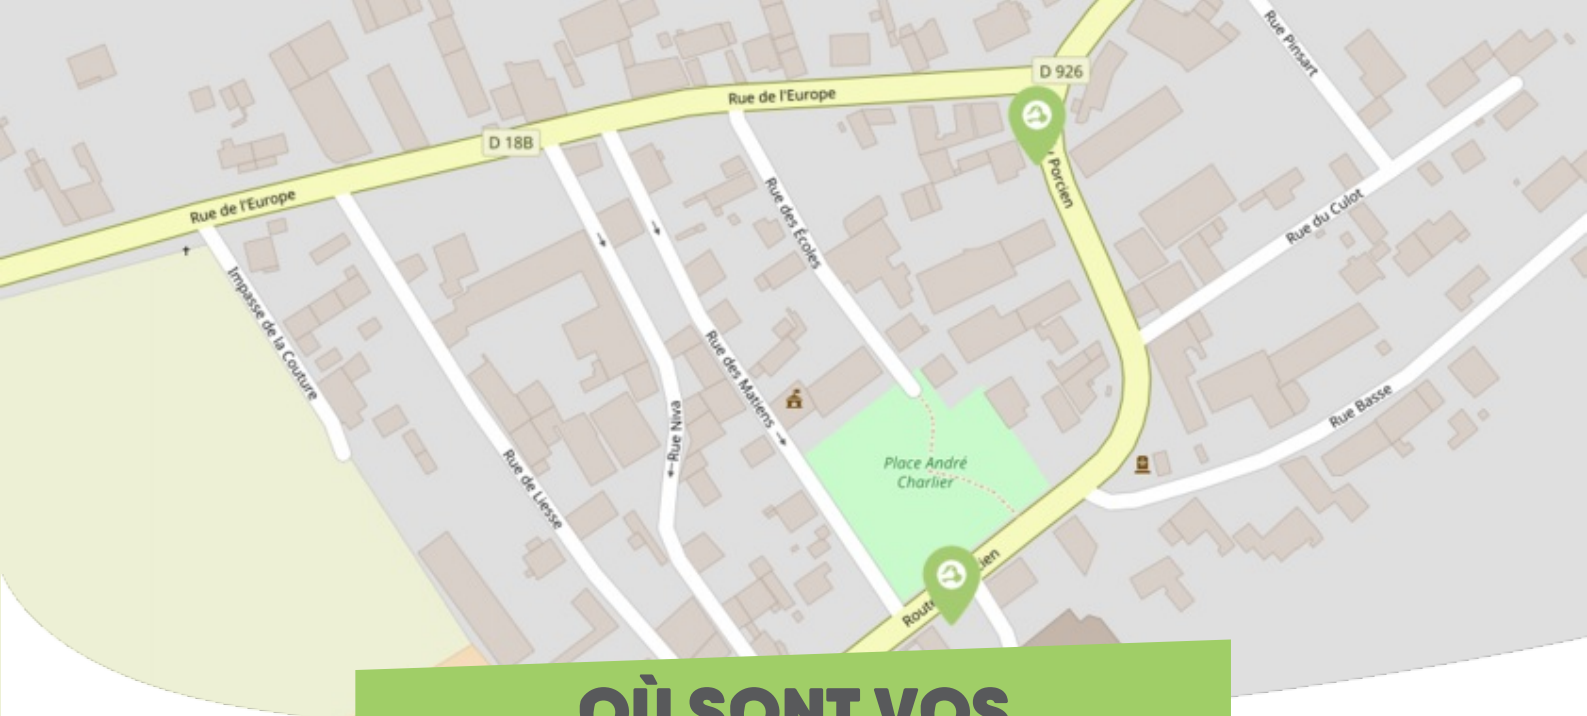 Rue Pinsart
D 926
Rue de l'Europe
D 18B
Porcien
Rue des Écoles
Rue de l'Europe
Rue du Culot
Impasse de la Couture
Rue des Matiens
Rue Niva
Rue Basse
Rue de Liesse
Place André
Charlier
OÙ SONT VOS